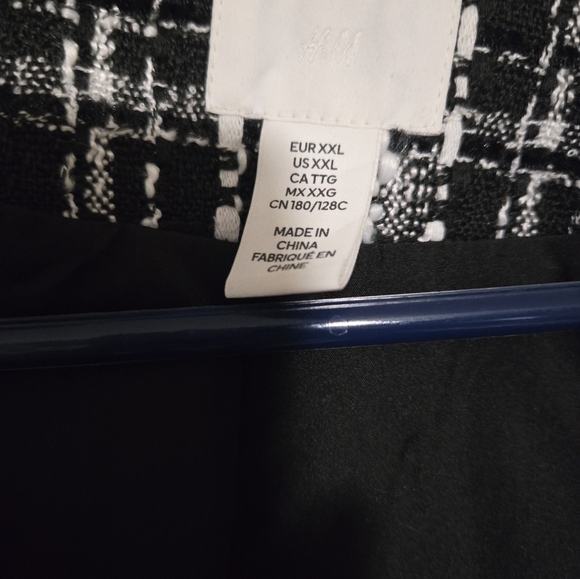 H&M
EUR XXL
US XXL
CA TTG
MX XXG
CN 180/128C
MADE IN
CHINA
FABRIQUÉ EN
CHINE